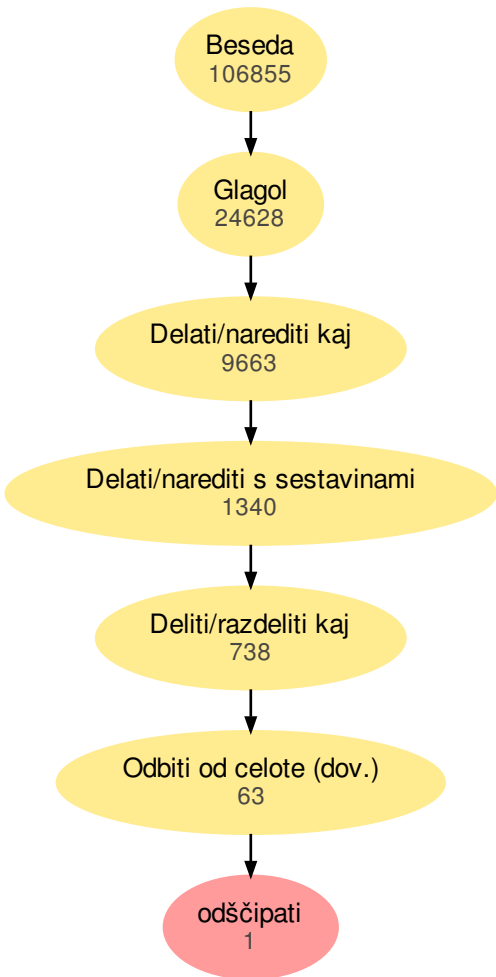 Beseda
106855
Glagol
24628
Delati/narediti kaj
9663
Delati/narediti s sestavinami
1340
Deliti/razdeliti kaj
738
Odbiti od celote (dov.)
63
odščipati
1